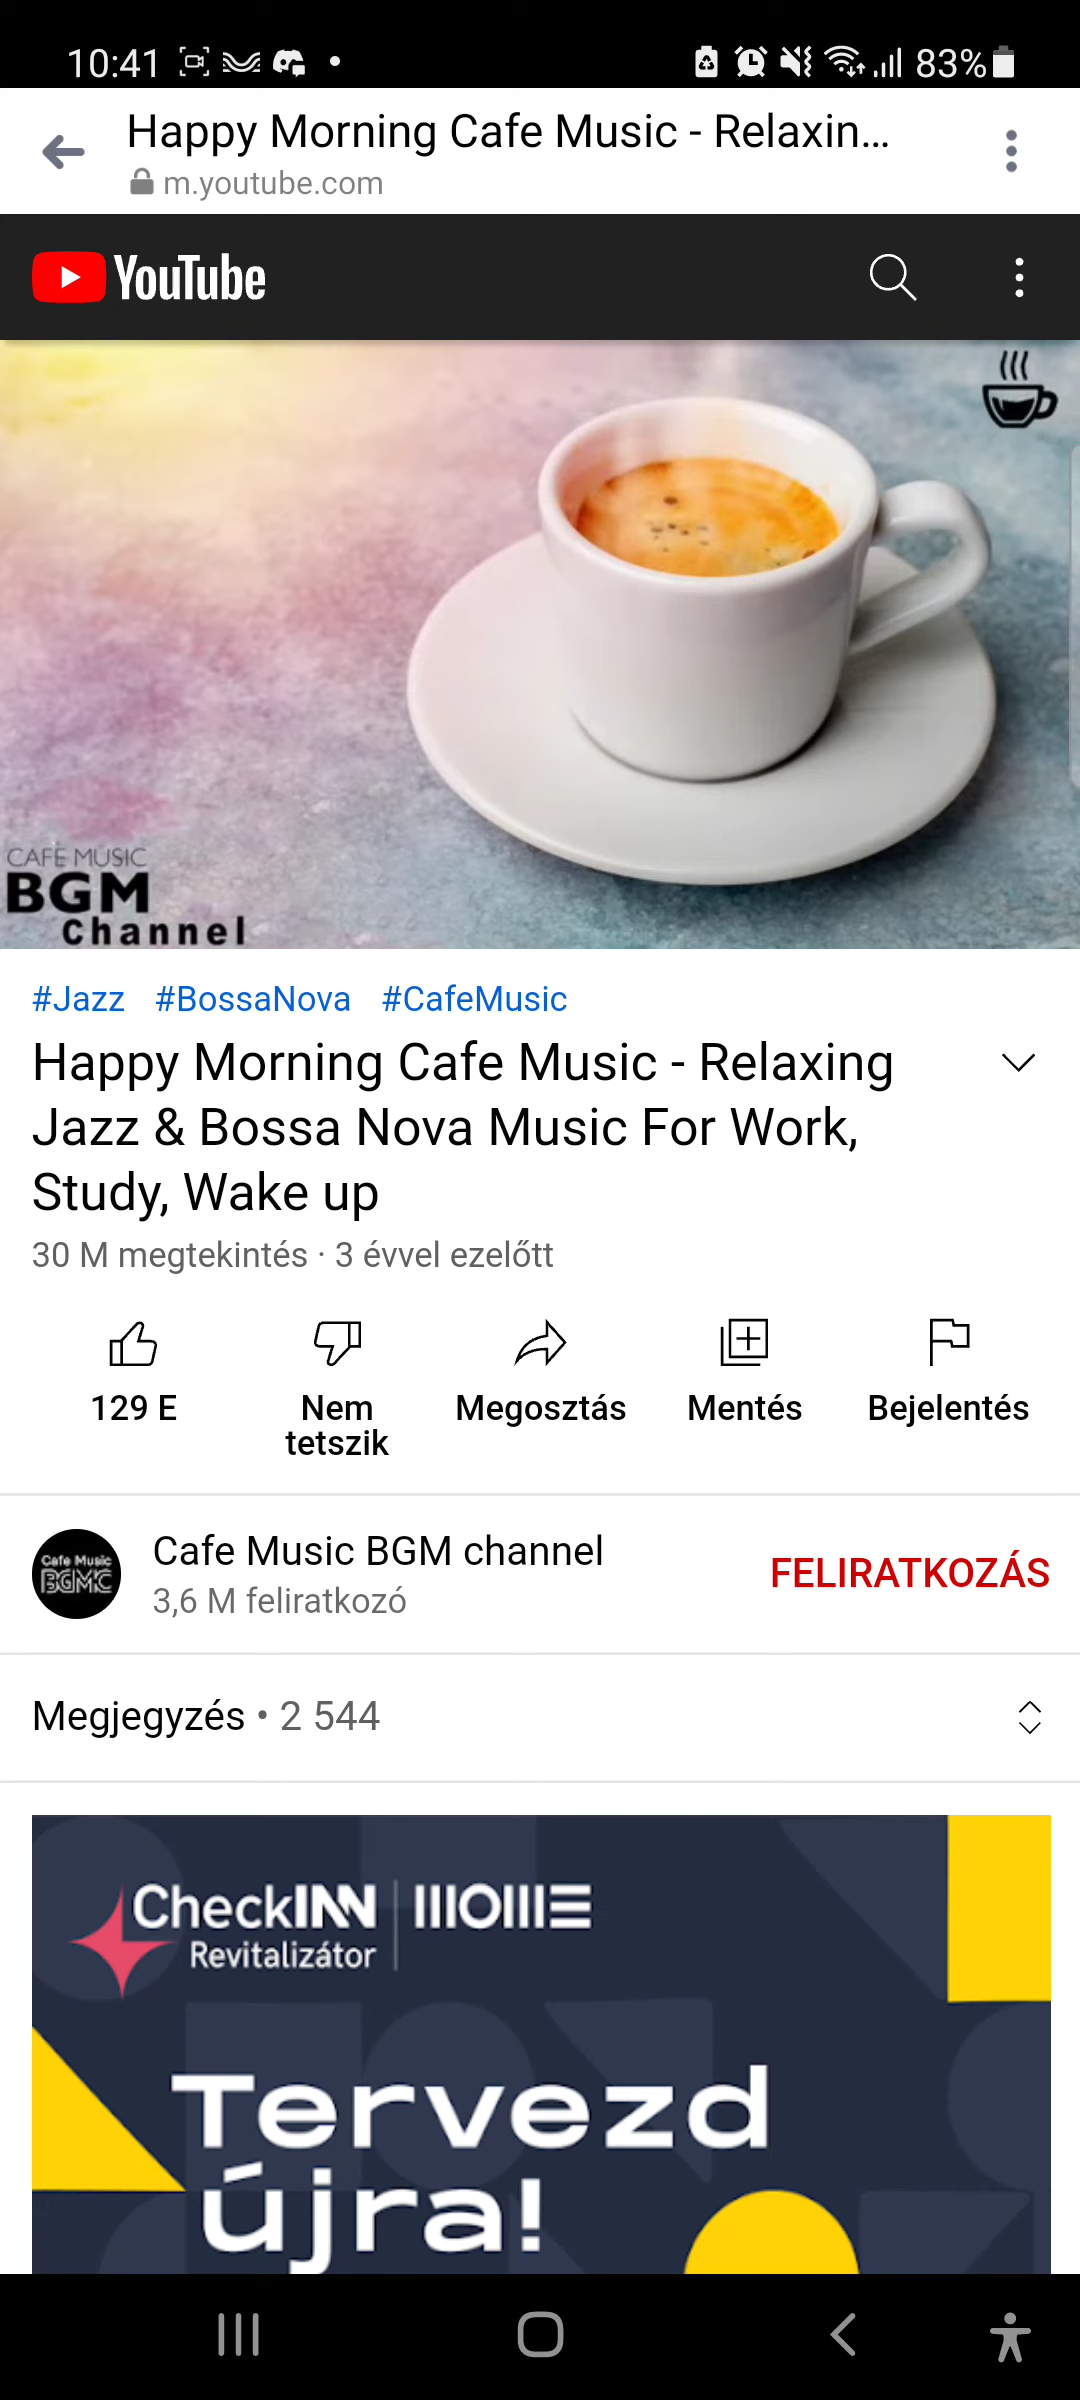 10:41
83%
Happy Morning Cafe Music - Relaxin...
m.youtube.com
YouTube
CAFE MUSIC
BGM
Channel
#Jazz #BossaNova #CafeMusic
Happy Morning Cafe Music - Relaxing
Jazz & Bossa Nova Music For Work,
Study, Wake up
30 M megtekintés · 3 évvel ezelőtt
129 E
Nem
tetszik
Megosztás
Mentés
Bejelentés
Cafe Music
BGMC
Cafe Music BGM channel
3,6 M feliratkozó
FELIRATKOZÁS
Megjegyzés • 2 544
CheckINN
Revitalizátor
Tervezd
újra!